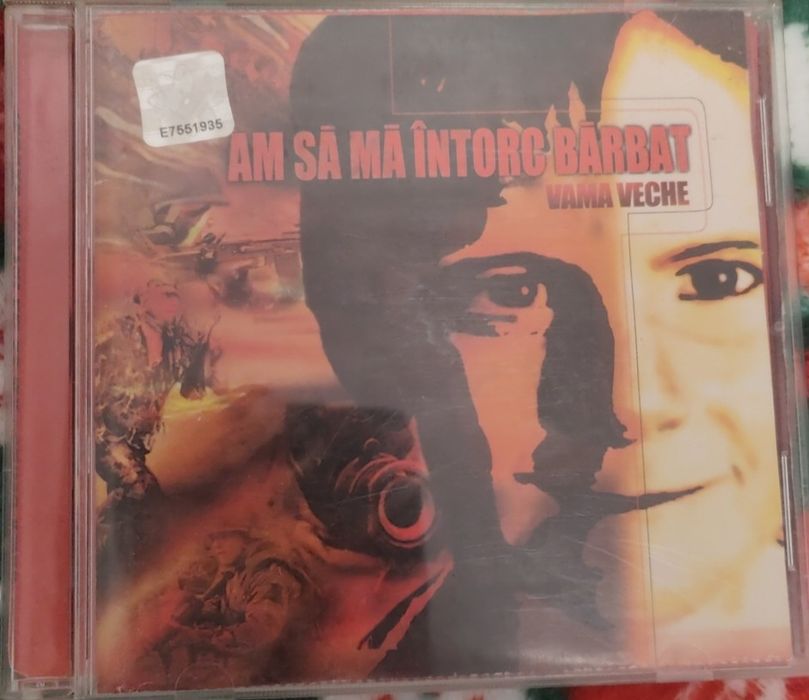 E7551935
AM SĂ MĂ ÎNTORC BĂRBAT
VAMA VECHE